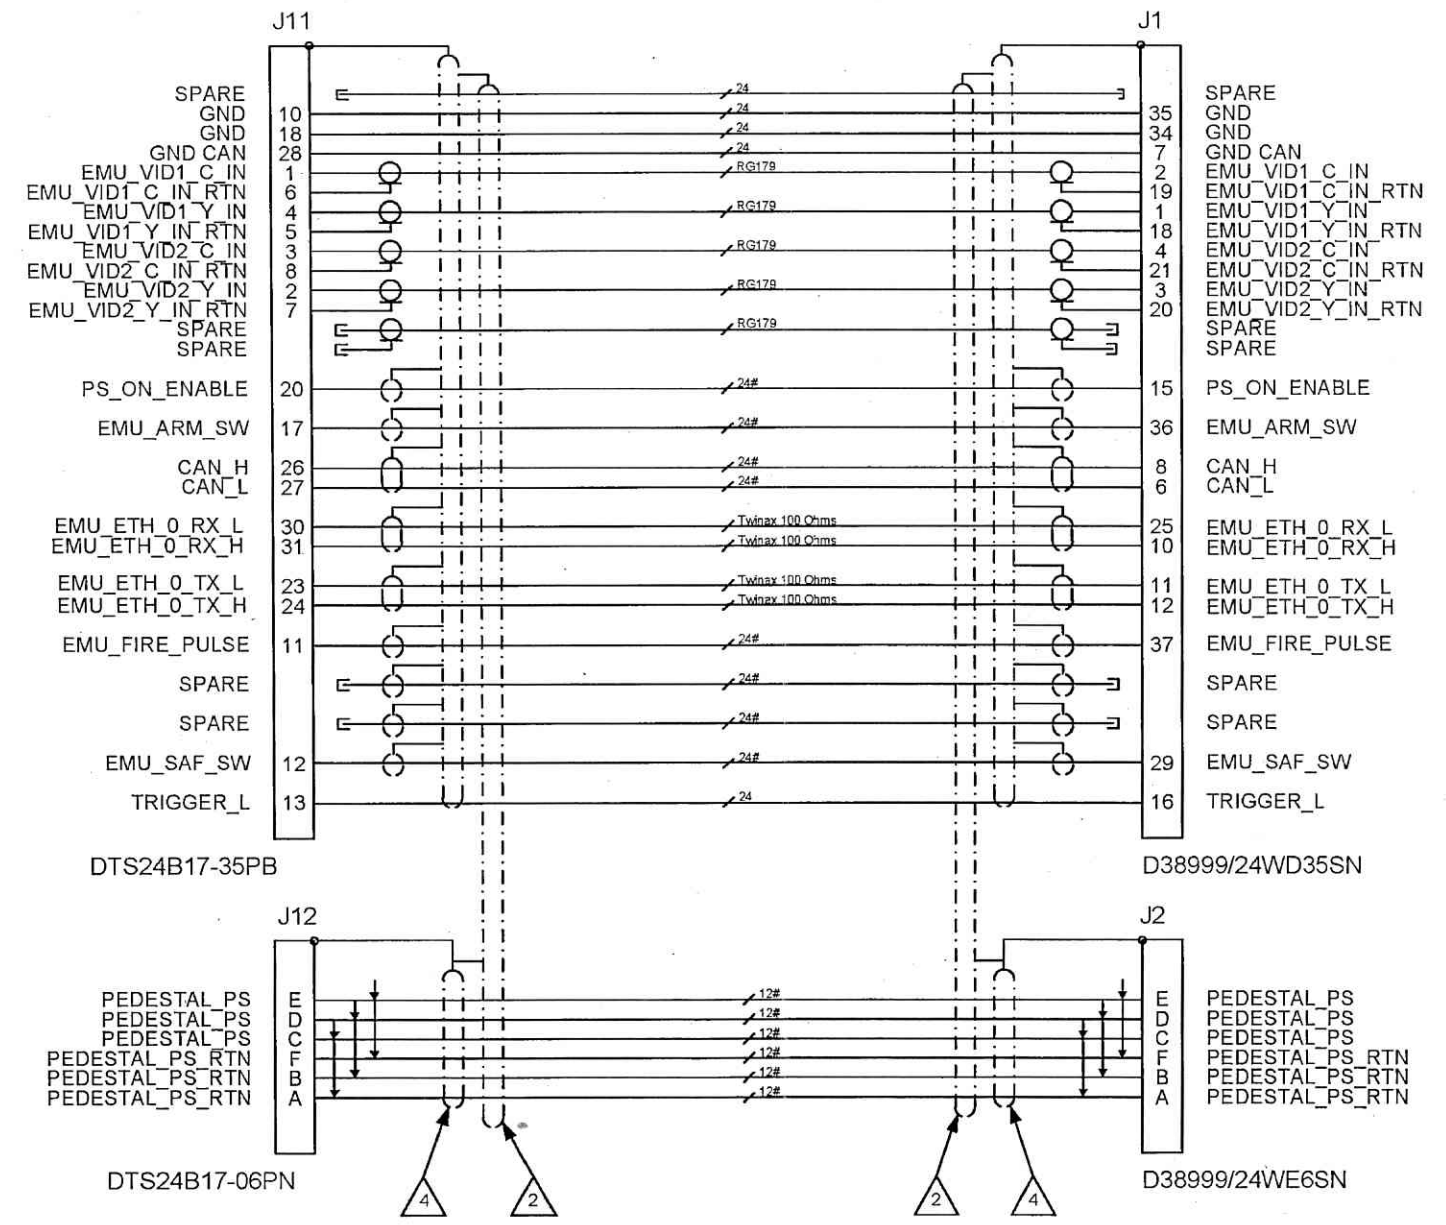 J11 J1
SPARE 24 SPARE
GND 10 24 35 GND
GND 18 24 34 GND
GND CAN 28 24 7 GND CAN
EMU_VID1_C_IN 1 RG179 2 EMU_VID1_C_IN
EMU_VID1_C_IN_RTN 6 19 EMU_VID1_C_IN_RTN
EMU_VID1_Y_IN 4 RG179 1 EMU_VID1_Y_IN
EMU_VID1_Y_IN_RTN 5 18 EMU_VID1_Y_IN_RTN
EMU_VID2_C_IN 3 RG179 4 EMU_VID2_C_IN
EMU_VID2_C_IN_RTN 8 21 EMU_VID2_C_IN_RTN
EMU_VID2_Y_IN 2 RG179 3 EMU_VID2_Y_IN
EMU_VID2_Y_IN_RTN 7 20 EMU_VID2_Y_IN_RTN
SPARE RG179 SPARE
SPARE SPARE
PS_ON_ENABLE 20 24# 15 PS_ON_ENABLE
EMU_ARM_SW 17 24# 36 EMU_ARM_SW
CAN_H 26 24# 8 CAN_H
CAN_L 27 24# 6 CAN_L
EMU_ETH_0_RX_L 30 Twinax 100 Ohms 25 EMU_ETH_0_RX_L
EMU_ETH_0_RX_H 31 Twinax 100 Ohms 10 EMU_ETH_0_RX_H
EMU_ETH_0_TX_L 23 Twinax 100 Ohms 11 EMU_ETH_0_TX_L
EMU_ETH_0_TX_H 24 Twinax 100 Ohms 12 EMU_ETH_0_TX_H
EMU_FIRE_PULSE 11 24# 37 EMU_FIRE_PULSE
SPARE 24# SPARE
SPARE 24# SPARE
EMU_SAF_SW 12 24# 29 EMU_SAF_SW
TRIGGER_L 13 24 16 TRIGGER_L
DTS24B17-35PB D38999/24WD35SN
J12 J2
PEDESTAL_PS E 12# E PEDESTAL_PS
PEDESTAL_PS D 12# D PEDESTAL_PS
PEDESTAL_PS C 12# C PEDESTAL_PS
PEDESTAL_PS_RTN F 12# F PEDESTAL_PS_RTN
PEDESTAL_PS_RTN B 12# B PEDESTAL_PS_RTN
PEDESTAL_PS_RTN A 12# A PEDESTAL_PS_RTN
DTS24B17-06PN D38999/24WE6SN
4 2 2 4